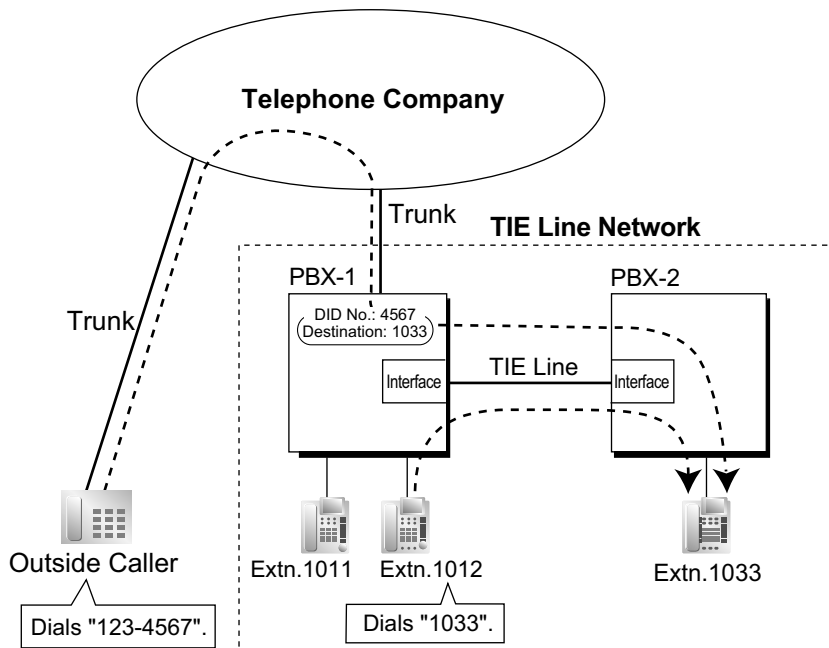 Telephone Company
Trunk
TIE Line Network
PBX-1
PBX-2
Trunk
DID No.: 4567
Destination: 1033
Interface
TIE Line
Interface
Outside Caller
Extn.1011
Extn.1012
Extn.1033
Dials "123-4567".
Dials "1033".